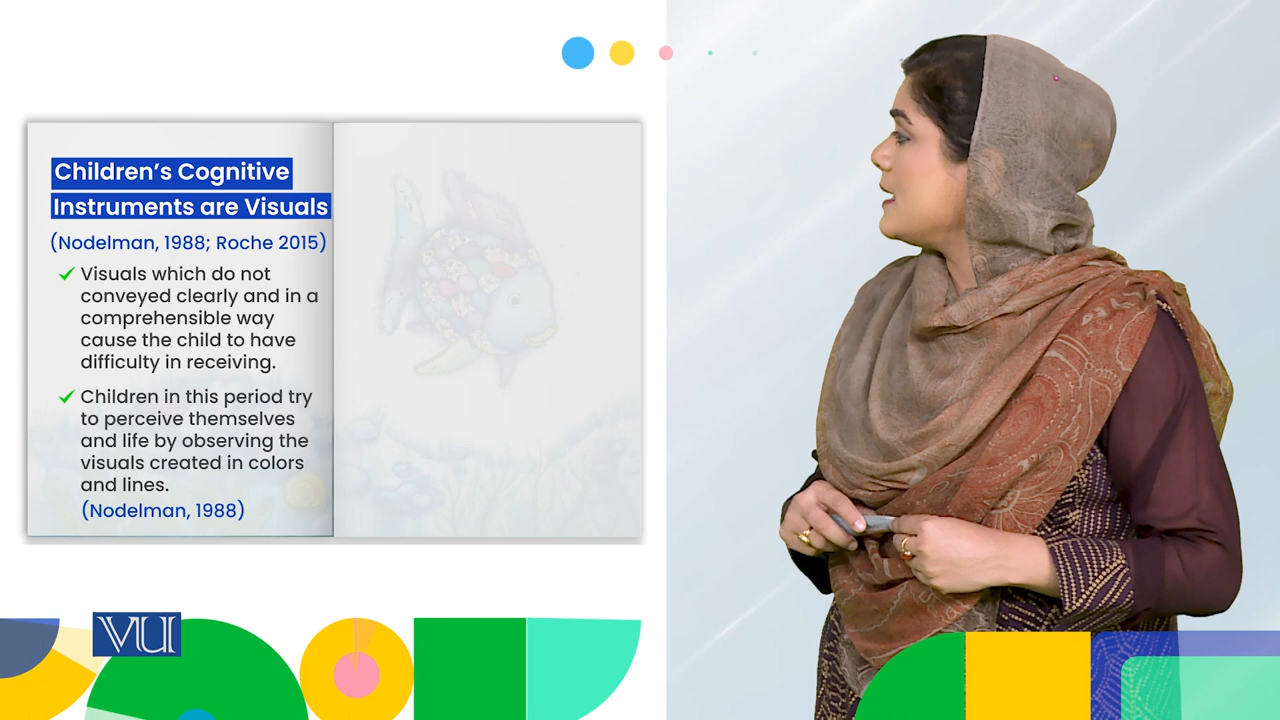 Children's Cognitive
Instruments are Visuals
(Nodelman, 1988; Roche 2015)
Visuals which do not
conveyed clearly and in a
comprehensible way
cause the child to have
difficulty in receiving.
Children in this period try
to perceive themselves
and life by observing the
visuals created in colors
and lines.
(Nodelman, 1988)
VU